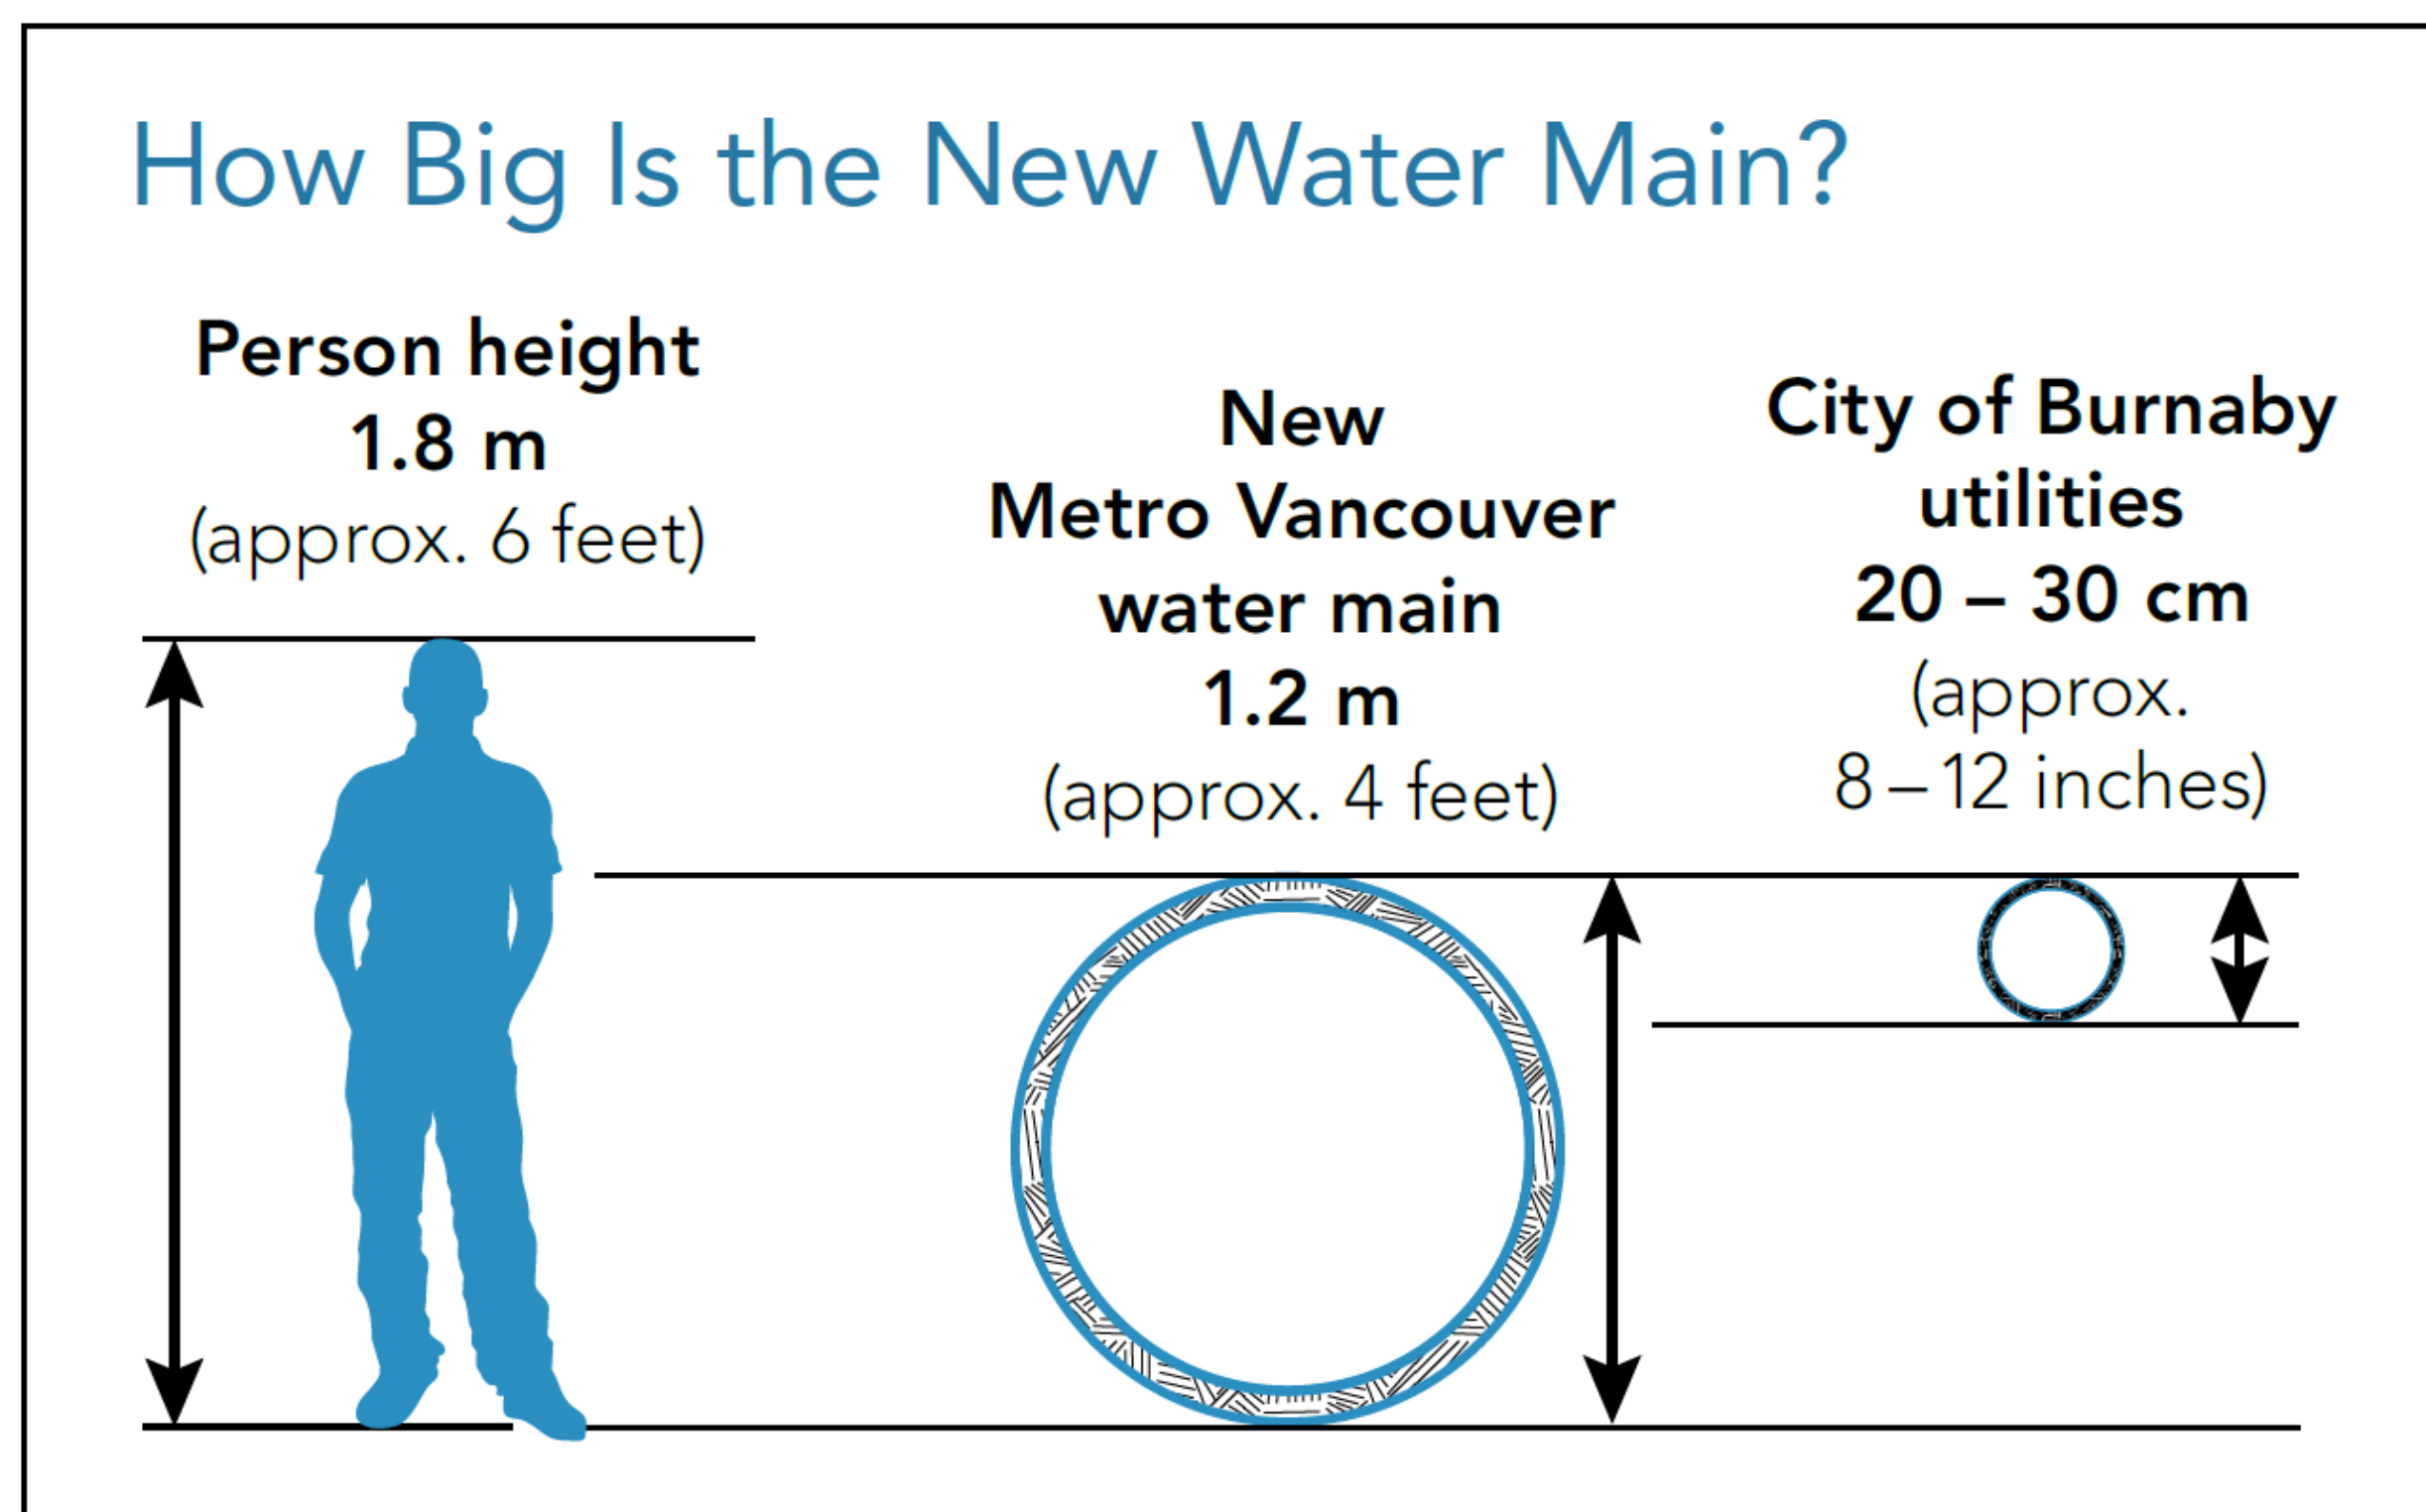 How Big Is the New Water Main?
Person height
1.8 m
(approx. 6 feet)
New
Metro Vancouver
water main
1.2 m
(approx. 4 feet)
City of Burnaby
utilities
20 – 30 cm
(approx.
8 – 12 inches)